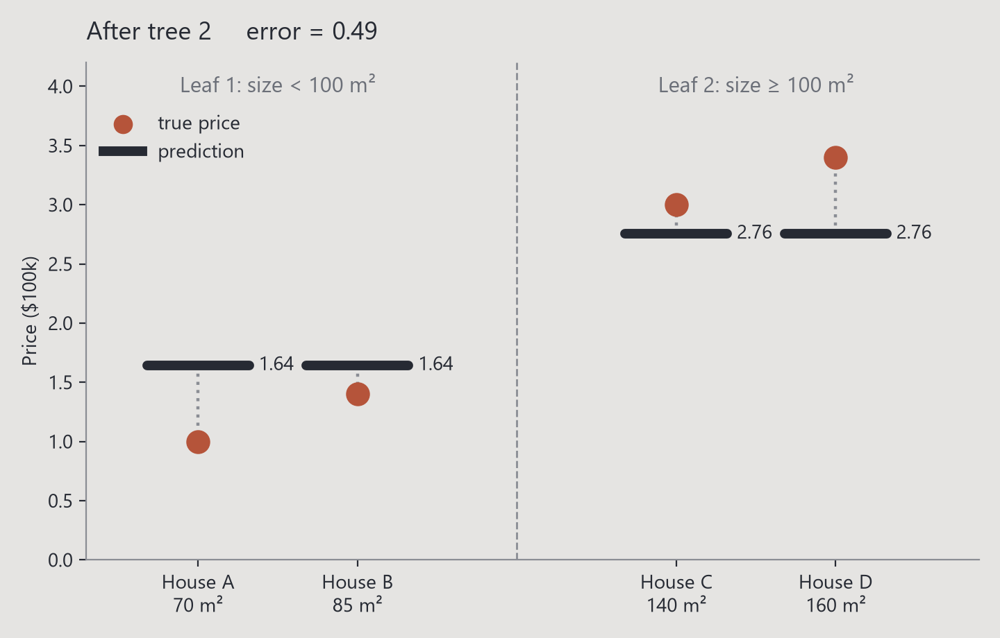 After tree 2 error = 0.49
Leaf 1: size < 100 m²
Leaf 2: size ≥ 100 m²
true price
prediction
Price ($100k)
4.0
3.5
3.0
2.5
2.0
1.5
1.0
0.5
0.0
1.64
1.64
2.76
2.76
House A
70 m²
House B
85 m²
House C
140 m²
House D
160 m²